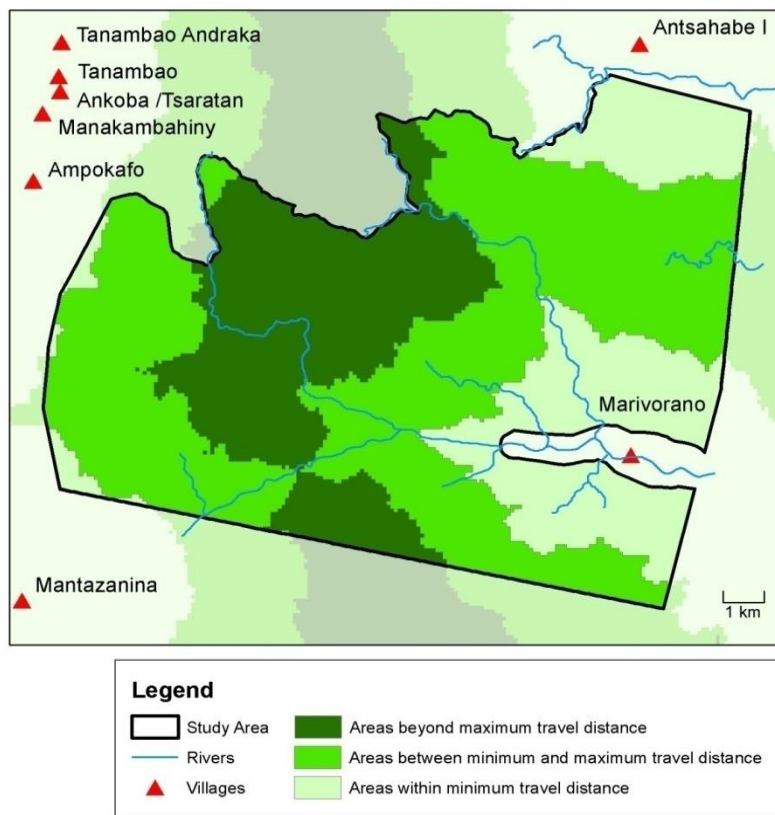 Tanambao Andraka
Antsahabe I
Tanambao
Ankoba /Tsaratan
Manakambahiny
Ampokafo
Marivorano
Mantazanina
1 km
Legend
Study Area
Areas beyond maximum travel distance
Rivers
Areas between minimum and maximum travel distance
Villages
Areas within minimum travel distance